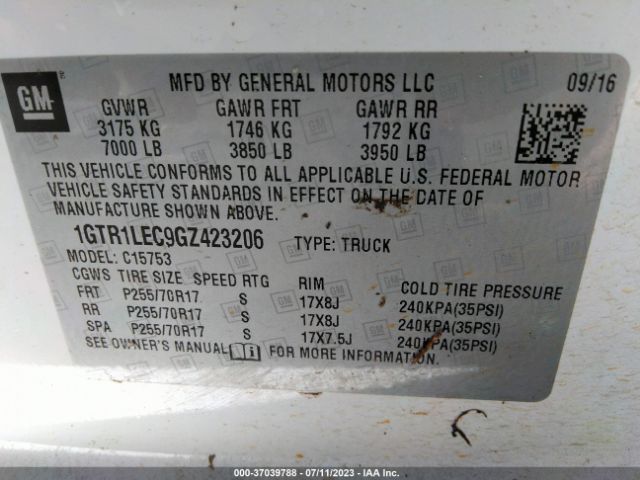 GM
MFD BY GENERAL MOTORS LLC 09/16
GVWR GAWR FRT GAWR RR
3175 KG 1746 KG 1792 KG
7000 LB 3850 LB 3950 LB
THIS VEHICLE CONFORMS TO ALL APPLICABLE U.S. FEDERAL MOTOR
VEHICLE SAFETY STANDARDS IN EFFECT ON THE DATE OF
MANUFACTURE SHOWN ABOVE.
1GTR1LEC9GZ423206 TYPE: TRUCK
MODEL: C15753
CGWS TIRE SIZE SPEED RTG RIM COLD TIRE PRESSURE
FRT P255/70R17 S 17X8J 240KPA(35PSI)
RR P255/70R17 S 17X8J 240KPA(35PSI)
SPA P255/70R17 S 17X7.5J 240KPA(35PSI)
SEE OWNER'S MANUAL FOR MORE INFORMATION.
000-37039788 - 07/11/2023 - IAA Inc.